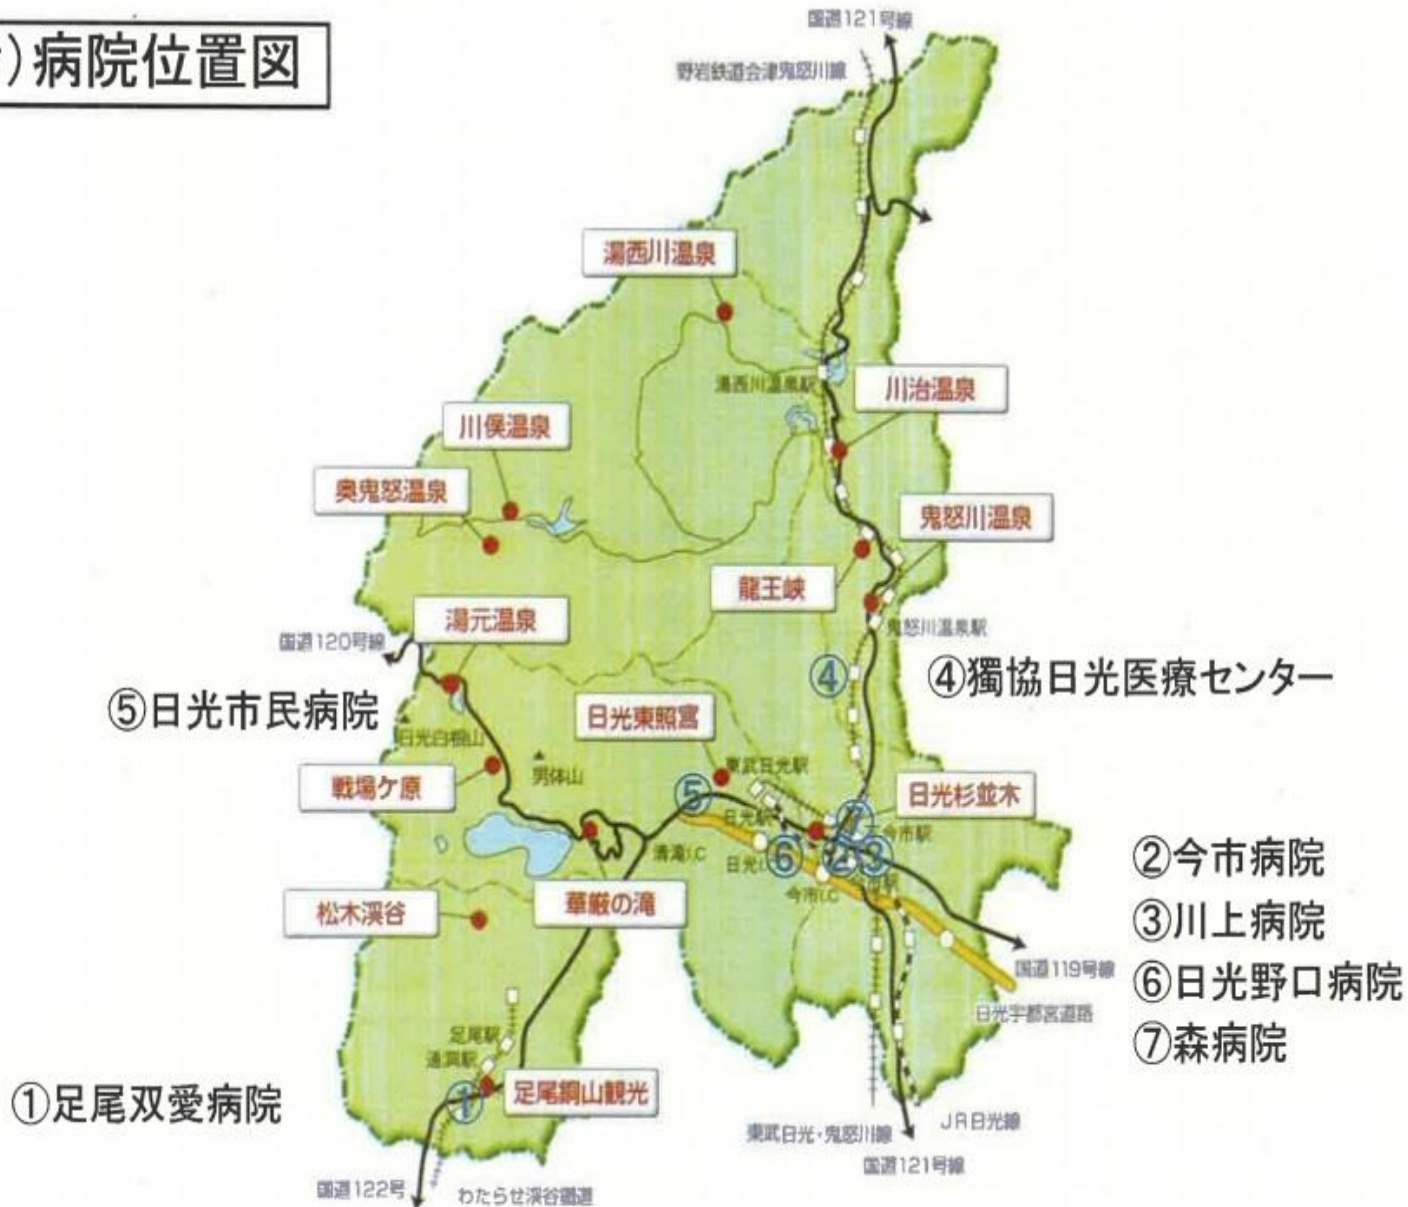 )病院位置図
国道121号線
野岩鉄道会津鬼怒川線
湯西川温泉
湯西川温泉駅
川治温泉
川俣温泉
奥鬼怒温泉
鬼怒川温泉
龍王峡
湯元温泉
国道120号線
鬼怒川温泉駅
④
④獨協日光医療センター
⑤日光市民病院
日光東照宮
日光白根山
男体山
東武日光駅
戦場ケ原
⑤
日光杉並木
日光駅
⑦
今市駅
清滝I.C
日光I.
⑥
②
③
今市I.C
今市駅
②今市病院
松木渓谷
華厳の滝
③川上病院
国道119号線
⑥日光野口病院
日光宇都宮道路
⑦森病院
足尾駅
通洞駅
①
足尾銅山観光
①足尾双愛病院
JR日光線
東武日光・鬼怒川線
国道121号線
国道122号
わたらせ渓谷鐵道